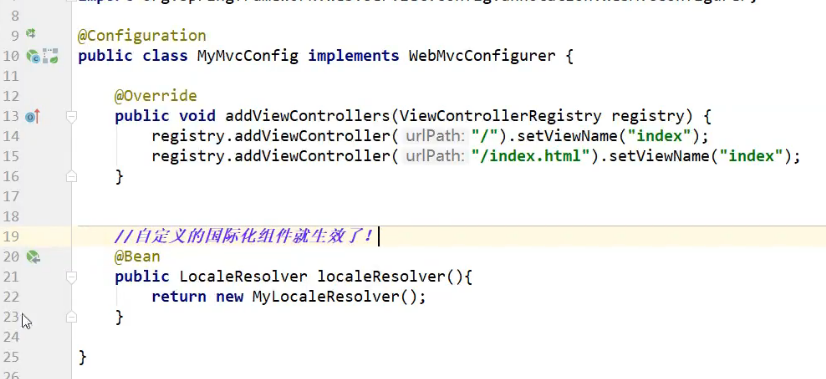 8
9 @Configuration
10 public class MyMvcConfig implements WebMvcConfigurer {
11
12 @Override
13 public void addViewControllers(ViewControllerRegistry registry) {
14 registry.addViewController( urlPath: "/").setViewName("index");
15 registry.addViewController( urlPath: "/index.html").setViewName("index");
16 }
17
18
19 //自定义的国际化组件就生效了!
20 @Bean
21 public LocaleResolver localeResolver(){
22 return new MyLocaleResolver();
23 }
24
25 }
26